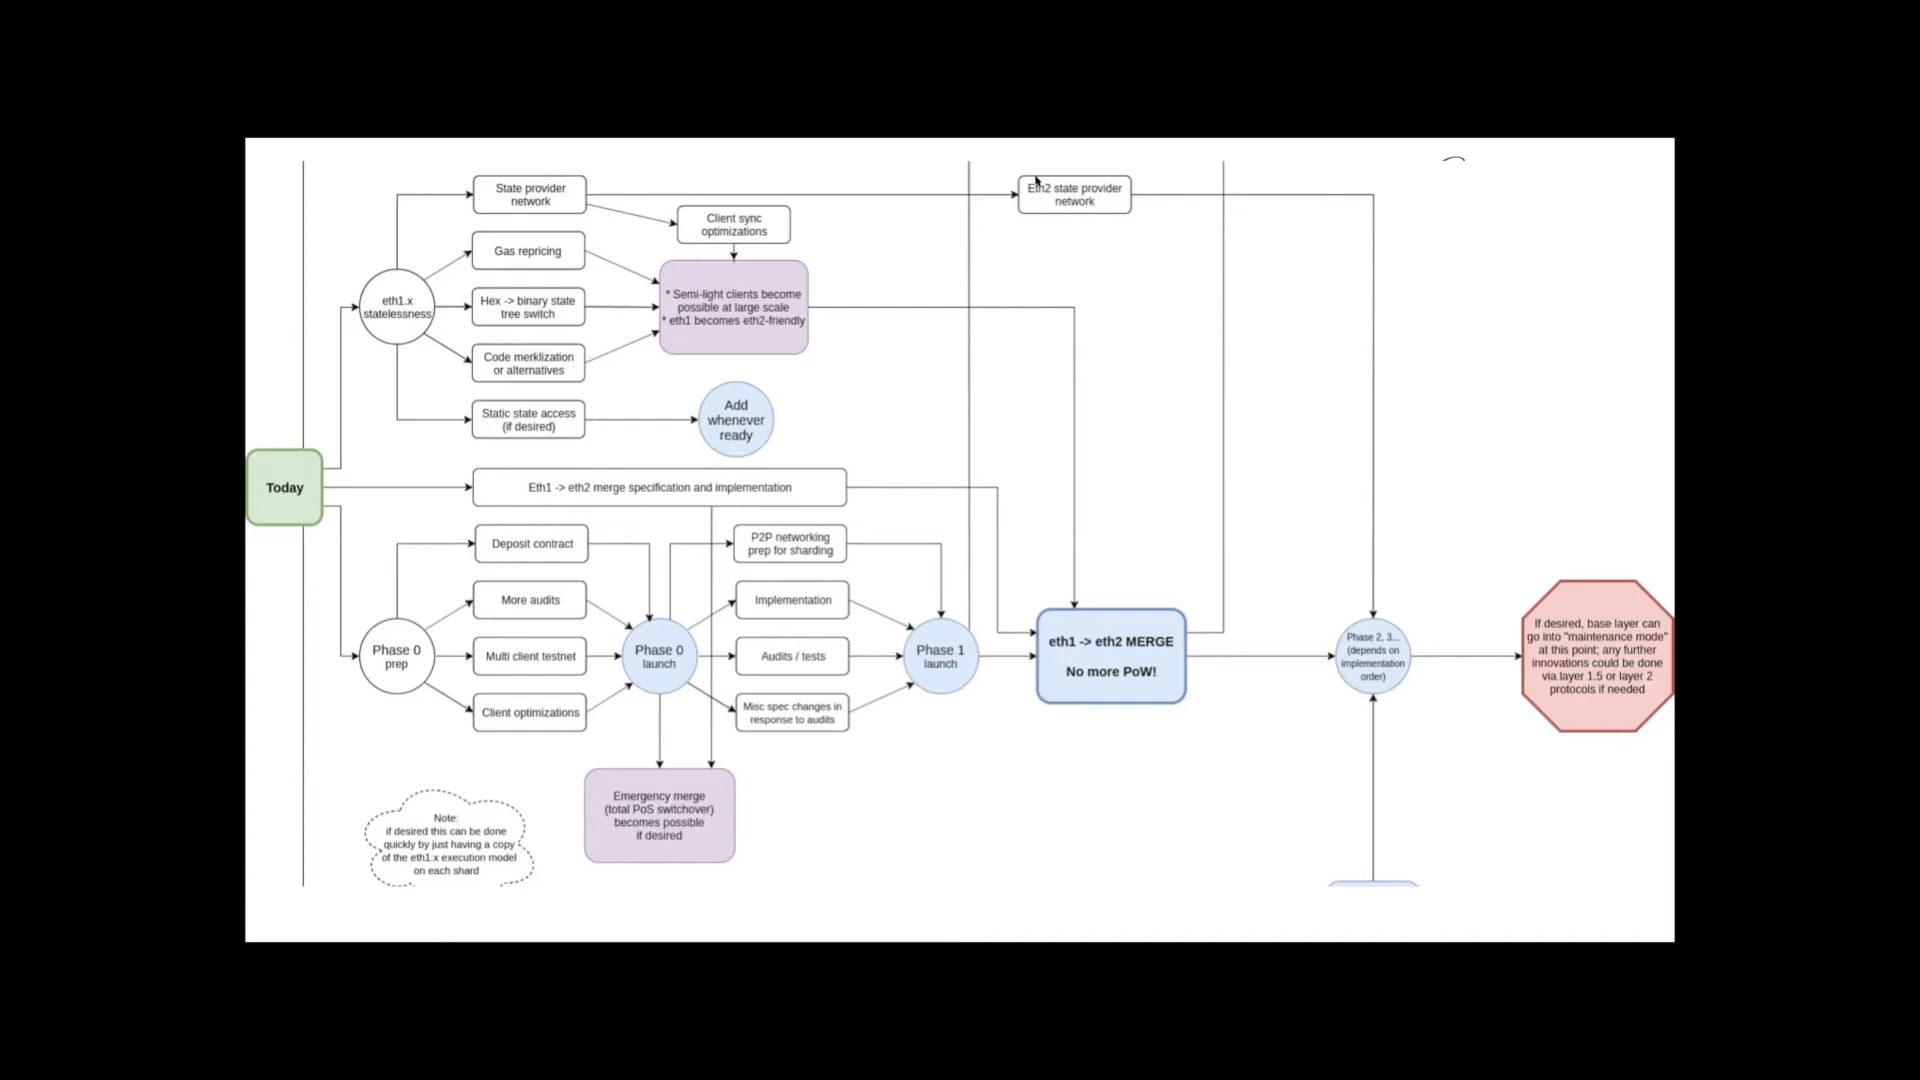 State provider
network
Eth2 state provider
network
Client sync
optimizations
Gas repricing
eth1.x
statelessness
Hex -> binary state
tree switch
* Semi-light clients become
possible at large scale
* eth1 becomes eth2-friendly
Code merklization
or alternatives
Static state access
(if desired)
Add
whenever
ready
Today
Eth1 -> eth2 merge specification and implementation
Deposit contract
P2P networking
prep for sharding
More audits
Implementation
Phase 0
prep
Multi client testnet
Phase 0
launch
Audits / tests
Phase 1
launch
eth1 -> eth2 MERGE
No more PoW!
Phase 2, 3...
(depends on
implementation
order)
If desired, base layer can
go into "maintenance mode"
at this point; any further
innovations could be done
via layer 1.5 or layer 2
protocols if needed
Client optimizations
Misc spec changes in
response to audits
Emergency merge
(total PoS switchover)
becomes possible
if desired
Note:
if desired this can be done
quickly by just having a copy
of the eth1.x execution model
on each shard